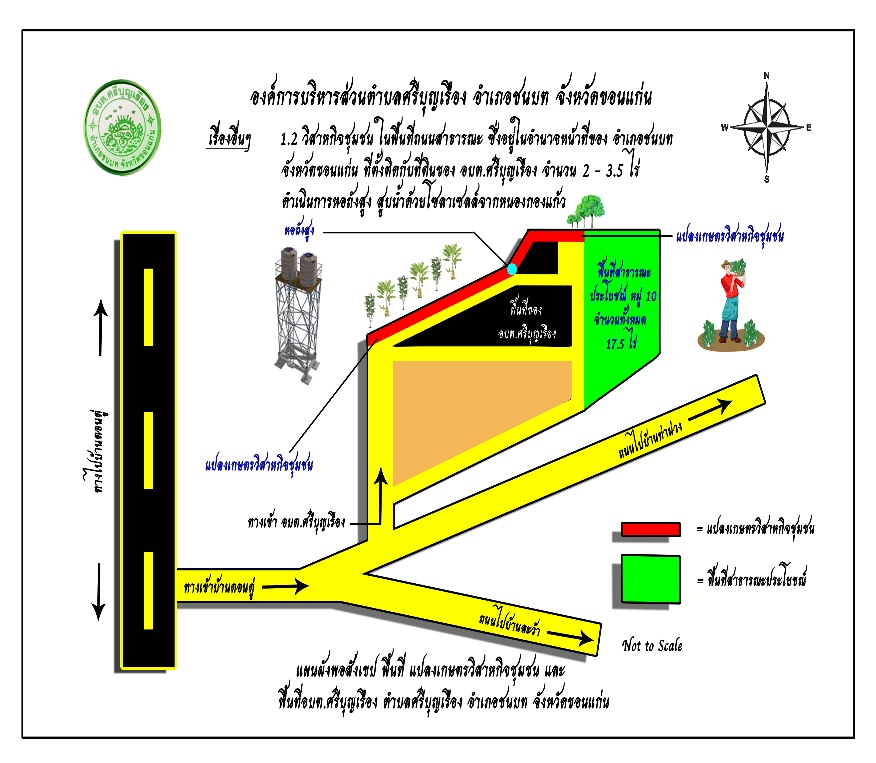 องค์การบริหารส่วนตำบลศรีบุญเรือง อำเภอชนบท จังหวัดขอนแก่น
เรื่องอื่นๆ 1.2 วิสาหกิจชุมชน ในพื้นที่ถนนสาธารณะ ซึ่งอยู่ในอำนาจหน้าที่ของ อำเภอชนบท
จังหวัดขอนแก่น ที่ตั้งติดกับที่ดินของ อบต.ศรีบุญเรือง จำนวน 2 - 3.5 ไร่
ดำเนินการหอถังสูง สูบน้ำด้วยโซลาเซลล์จากหนองกองแก้ว
อบต.ศรีบุญเรือง
อำเภอชนบท จังหวัดขอนแก่น
N
W
E
S
หอถังสูง
แปลงเกษตรวิสาหกิจชุมชน
พื้นที่สาธารณะ
ประโยชน์ หมู่ 10
จำนวนทั้งหมด
17.5 ไร่
พื้นที่ของ
อบต.ศรีบุญเรือง
แปลงเกษตรวิสาหกิจชุมชน
ทางเข้า อบต.ศรีบุญเรือง
ถนนไปบ้านท่าม่วง
= แปลงเกษตรวิสาหกิจชุมชน
= พื้นที่สาธารณะประโยชน์
ทางเข้าบ้านดอนดู่
ถนนไปบ้านละว้า
Not to Scale
แผนผังพอสังเขป พื้นที่ แปลงเกษตรวิสาหกิจชุมชน และ
พื้นที่อบต.ศรีบุญเรือง ตำบลศรีบุญเรือง อำเภอชนบท จังหวัดขอนแก่น